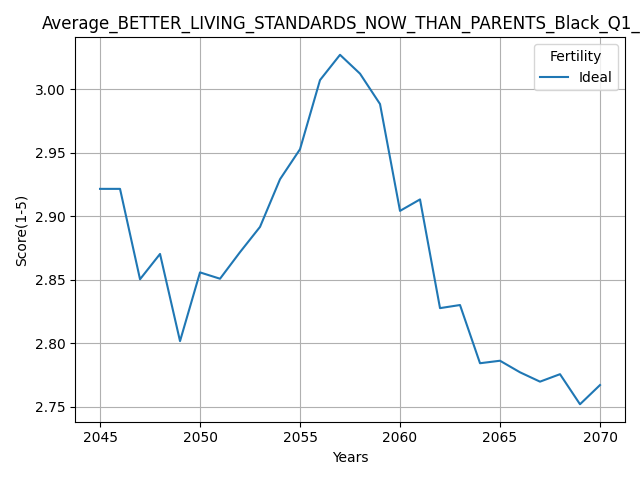 Average_BETTER_LIVING_STANDARDS_NOW_THAN_PARENTS_Black_Q1_
Fertility
Ideal
Score(1-5)
3.00
2.95
2.90
2.85
2.80
2.75
2045
2050
2055
2060
2065
2070
Years